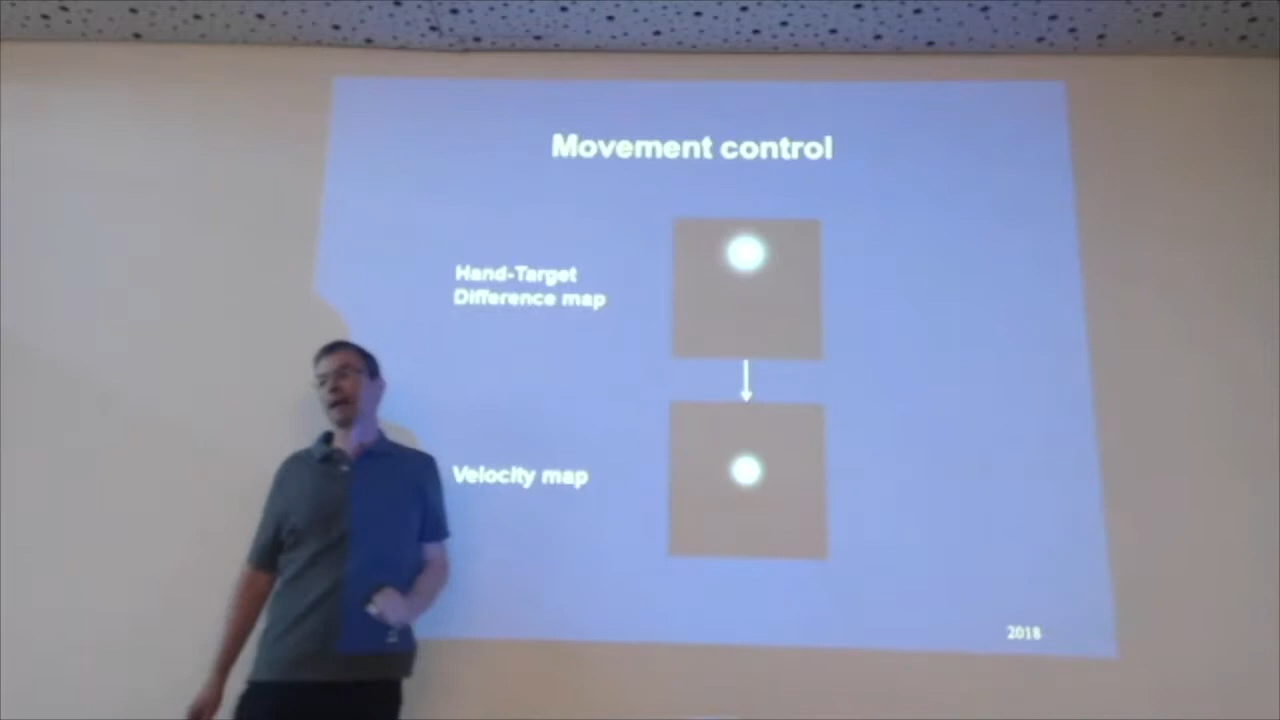 Movement control
Hand-Target
Difference map
Velocity map
2018